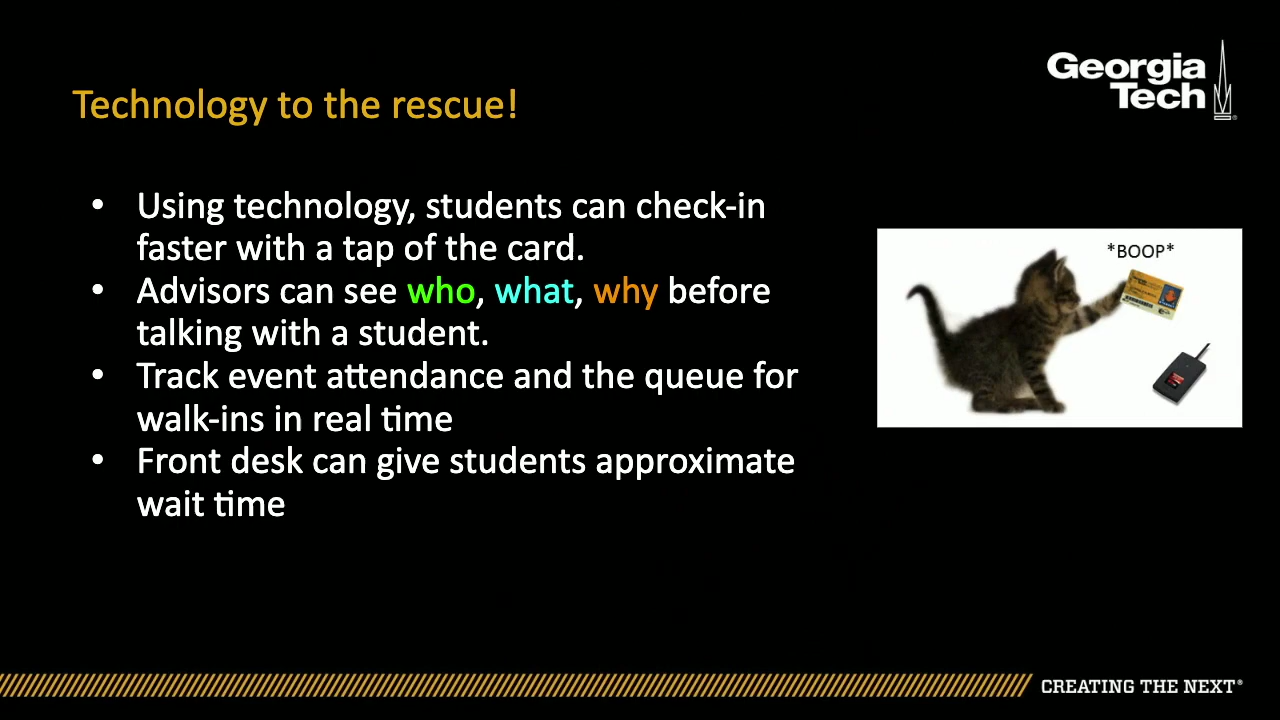 Georgia
Tech
Technology to the rescue!
• Using technology, students can check-in
faster with a tap of the card.
• Advisors can see who, what, why before
talking with a student.
• Track event attendance and the queue for
walk-ins in real time
• Front desk can give students approximate
wait time
*BOOP*
CREATING THE NEXT®